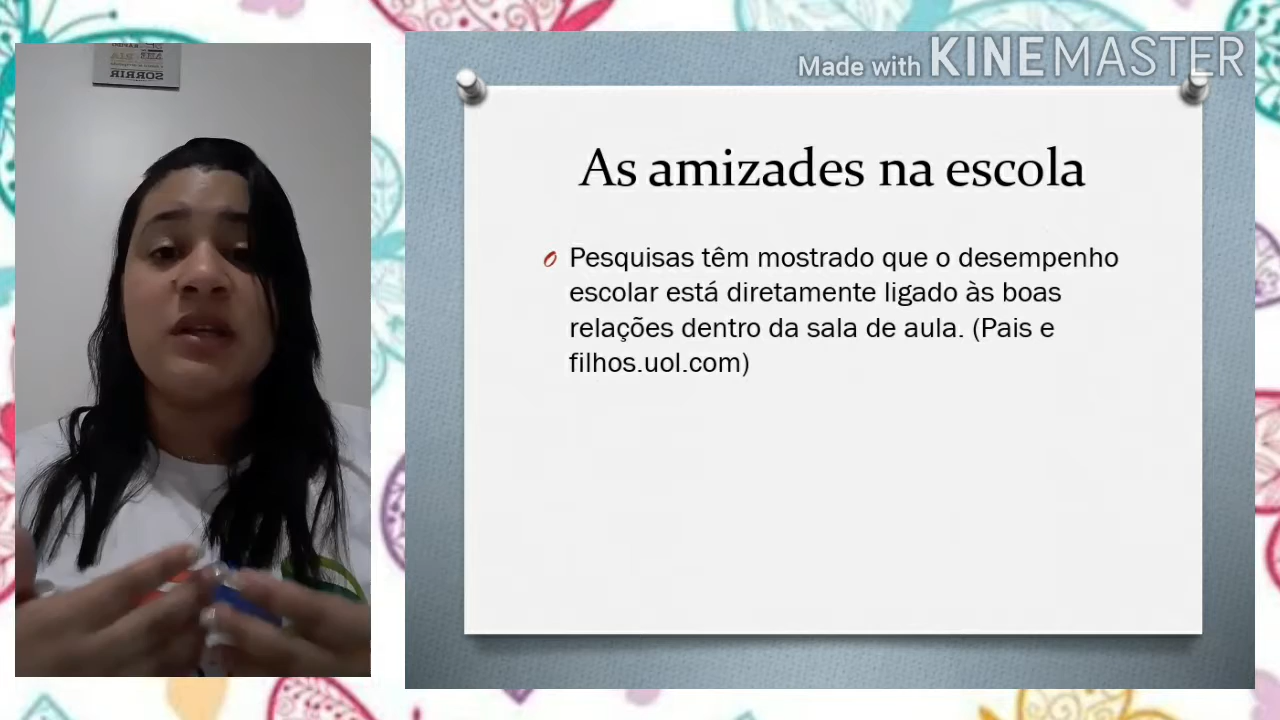 SORRIR
Made with KINEMASTER
As amizades na escola
Pesquisas têm mostrado que o desempenho
escolar está diretamente ligado às boas
relações dentro da sala de aula. (Pais e
filhos.uol.com)